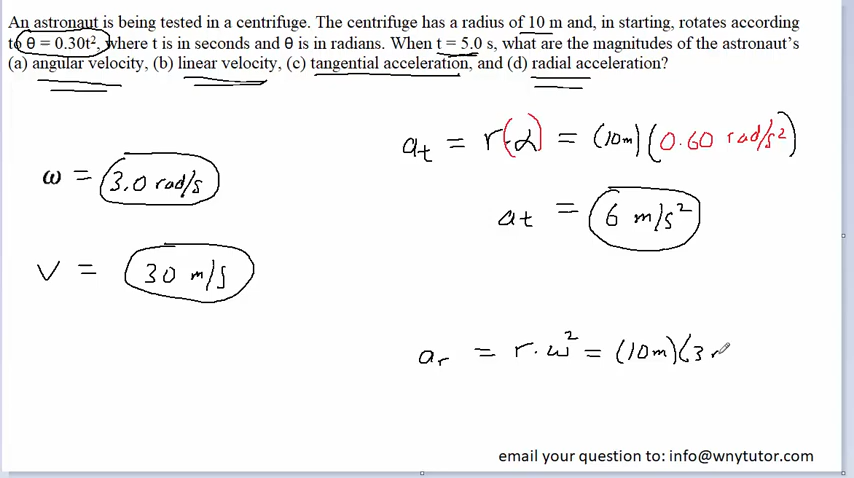 An astronaut is being tested in a centrifuge. The centrifuge has a radius of 10 m and, in starting, rotates according
to θ = 0.30t², where t is in seconds and θ is in radians. When t = 5.0 s, what are the magnitudes of the astronaut's
(a) angular velocity, (b) linear velocity, (c) tangential acceleration, and (d) radial acceleration?
at = r(α) = (10m)(0.60 rad/s²)
ω = 3.0 rad/s
at = 6 m/s²
V = 30 m/s
ar = r·ω² = (10m)(3 r
email your question to: info@wnytutor.com